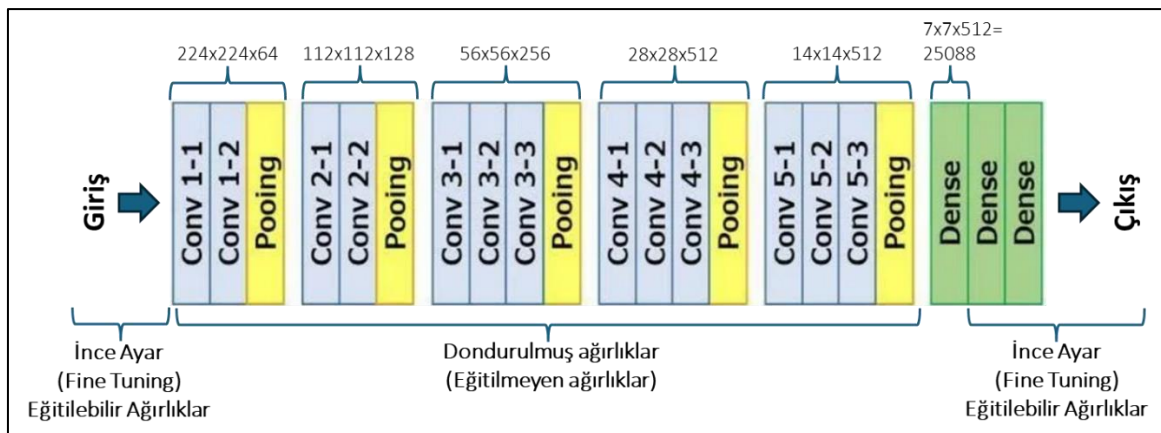 224x224x64
112x112x128
56x56x256
28x28x512
14x14x512
7x7x512=
25088
Giriş
Conv 1-1
Conv 1-2
Pooing
Conv 2-1
Conv 2-2
Pooing
Conv 3-1
Conv 3-2
Conv 3-3
Pooing
Conv 4-1
Conv 4-2
Conv 4-3
Pooing
Conv 5-1
Conv 5-2
Conv 5-3
Pooing
Dense
Dense
Dense
Çıkış
İnce Ayar
(Fine Tuning)
Eğitilebilir Ağırlıklar
Dondurulmuş ağırlıklar
(Eğitilmeyen ağırlıklar)
İnce Ayar
(Fine Tuning)
Eğitilebilir Ağırlıklar